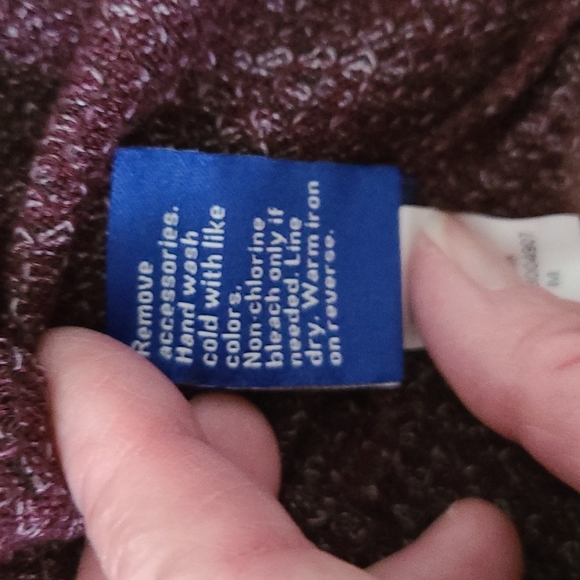 Remove
accessories.
Hand wash
cold with like
colors.
Non-chlorine
bleach only if
needed. Line
dry. Warm iron
on reverse.
M